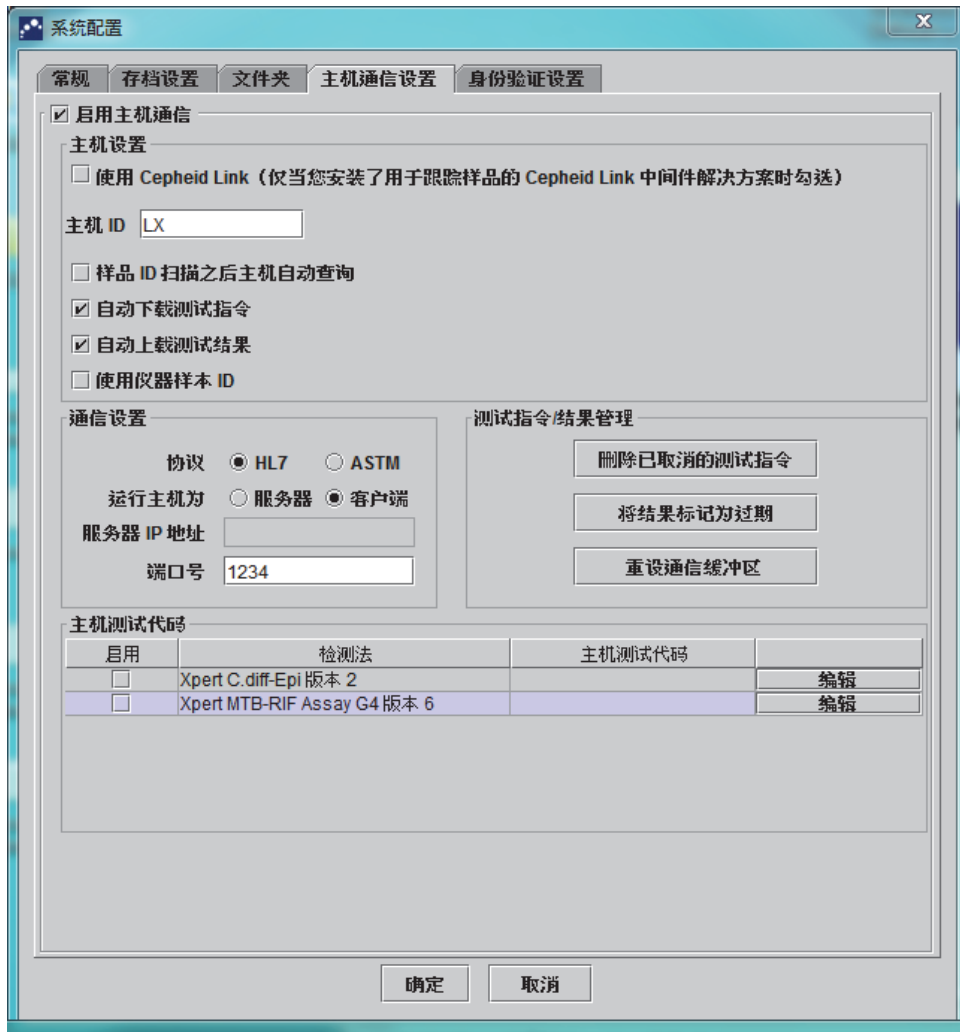 系统配置
常规 存档设置 文件夹 主机通信设置 身份验证设置
启用主机通信
主机设置
使用 Cepheid Link（仅当您安装了用于跟踪样品的 Cepheid Link 中间件解决方案时勾选）
主机 ID LX
样品 ID 扫描之后主机自动查询
自动下载测试指令
自动上载测试结果
使用仪器样本 ID
通信设置
协议 HL7 ASTM
运行主机为 服务器 客户端
服务器 IP 地址
端口号 1234
测试指令/结果管理
删除已取消的测试指令
将结果标记为过期
重设通信缓冲区
主机测试代码
启用 检测法 主机测试代码
Xpert C.diff-Epi 版本 2 编辑
Xpert MTB-RIF Assay G4 版本 6 编辑
确定 取消